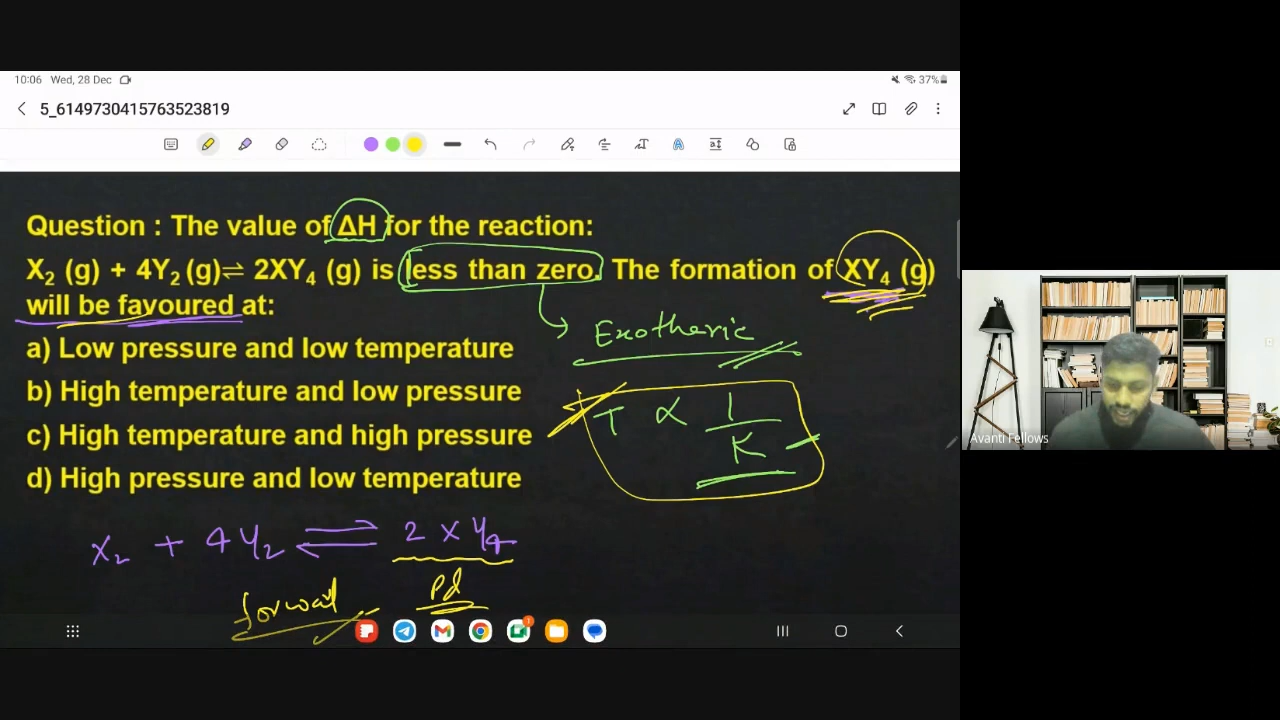 10:06 Wed, 28 Dec
37%
5_6149730415763523819
Question : The value of ΔH for the reaction:
X₂ (g) + 4Y₂ (g)⇌ 2XY₄ (g) is less than zero. The formation of XY₄ (g)
will be favoured at:
Exothermic
a) Low pressure and low temperature
b) High temperature and low pressure
c) High temperature and high pressure
d) High pressure and low temperature
T ∝ 1/K
X₂ + 4Y₂ ⇌ 2XY₄
forward
Pd
Avanti Fellows